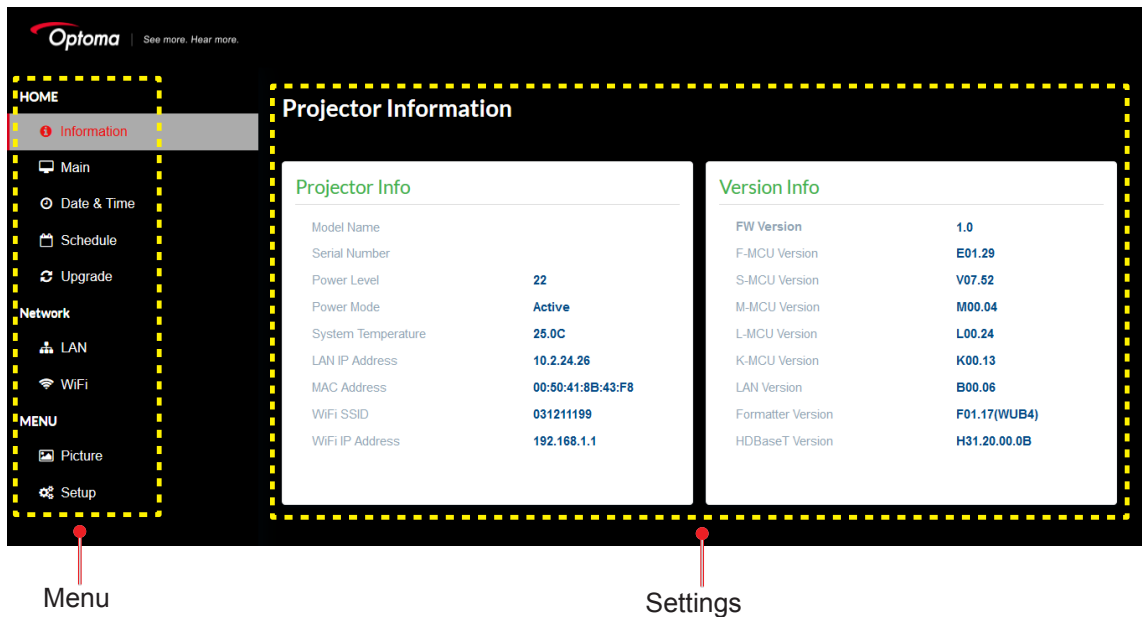 Optoma See more. Hear more.
HOME
Information
Main
Date & Time
Schedule
Upgrade
Network
LAN
WiFi
MENU
Picture
Setup
Projector Information
Projector Info
Model Name
Serial Number
Power Level 22
Power Mode Active
System Temperature 25.0C
LAN IP Address 10.2.24.26
MAC Address 00:50:41:8B:43:F8
WiFi SSID 031211199
WiFi IP Address 192.168.1.1
Version Info
FW Version 1.0
F-MCU Version E01.29
S-MCU Version V07.52
M-MCU Version M00.04
L-MCU Version L00.24
K-MCU Version K00.13
LAN Version B00.06
Formatter Version F01.17(WUB4)
HDBaseT Version H31.20.00.0B
Menu
Settings